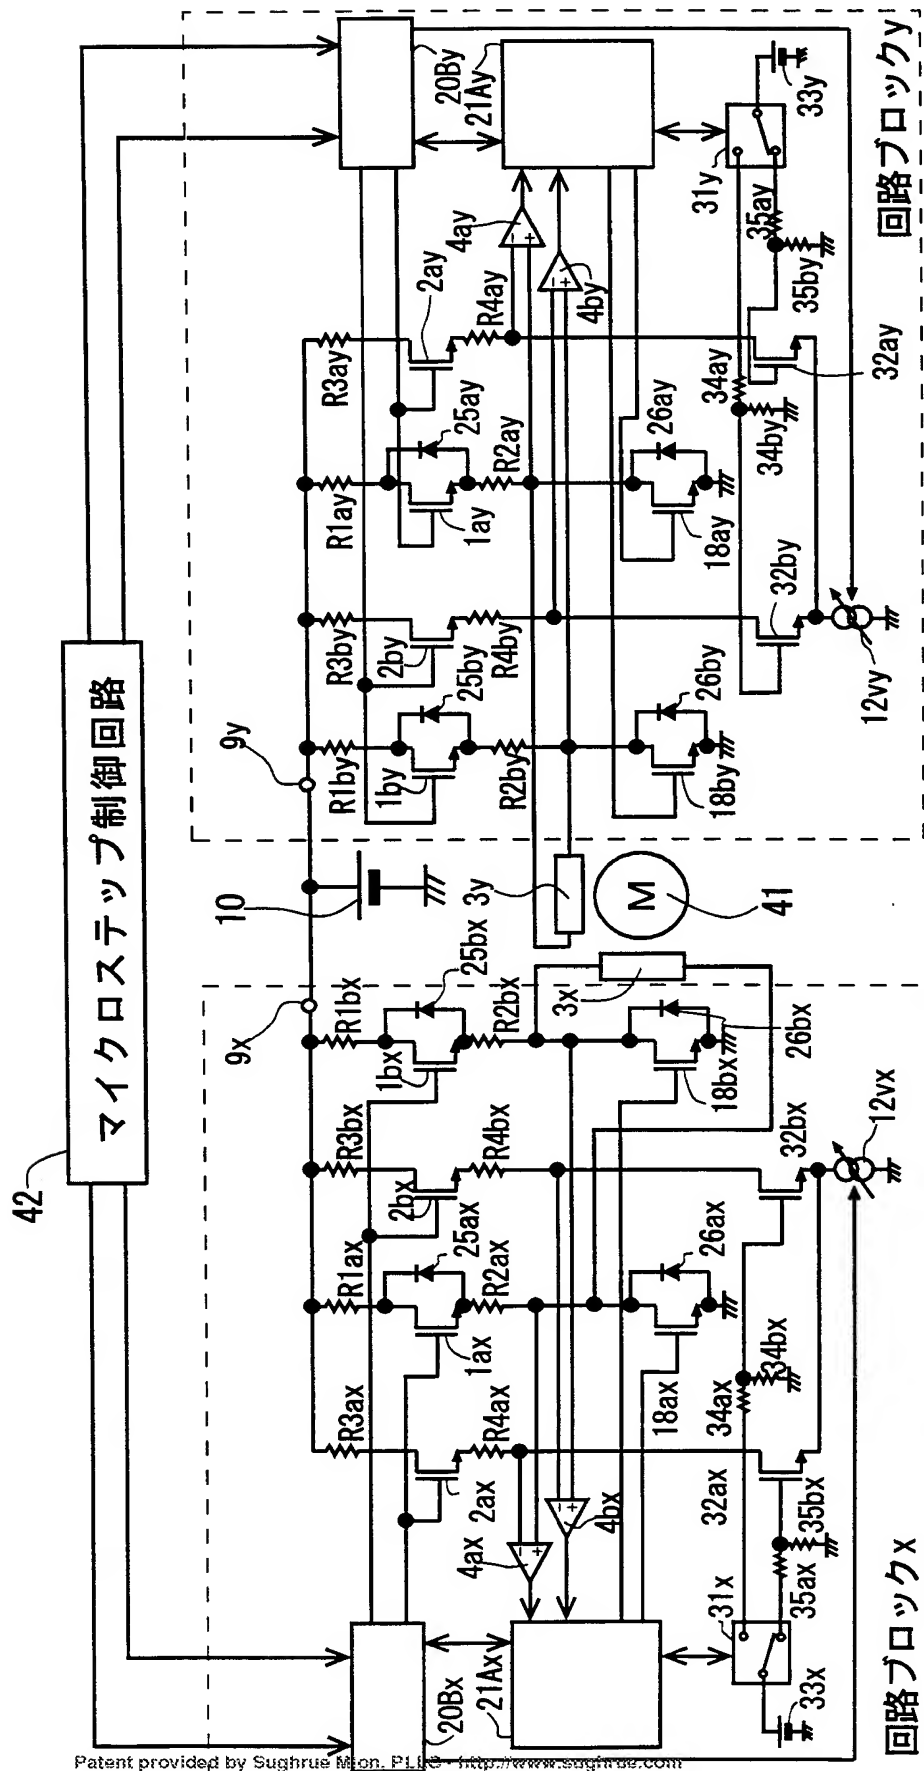 42
マイクロステップ制御回路
9x
9y
10
回路ブロックx
回路ブロックy
20Bx
21Ax
20By
21Ay
R3ax
R1ax
R3bx
R1bx
R1by
R3by
R1ay
R3ay
2ax
1ax
25ax
2bx
1bx
25bx
1by
25by
2by
1ay
25ay
2ay
R4ax
R2ax
R4bx
R2bx
R2by
R4by
R2ay
R4ay
4ax
4bx
4ay
4by
3x
3y
M
41
18ax
26ax
18bx
26bx
18by
26by
18ay
26ay
31x
33x
35ax
35bx
32ax
34ax
34bx
32bx
12vx
12vy
32by
34by
34ay
32ay
35by
35ay
31y
33y
Patent provided by Sughrue Mion, PLLC - http://www.sughrue.com